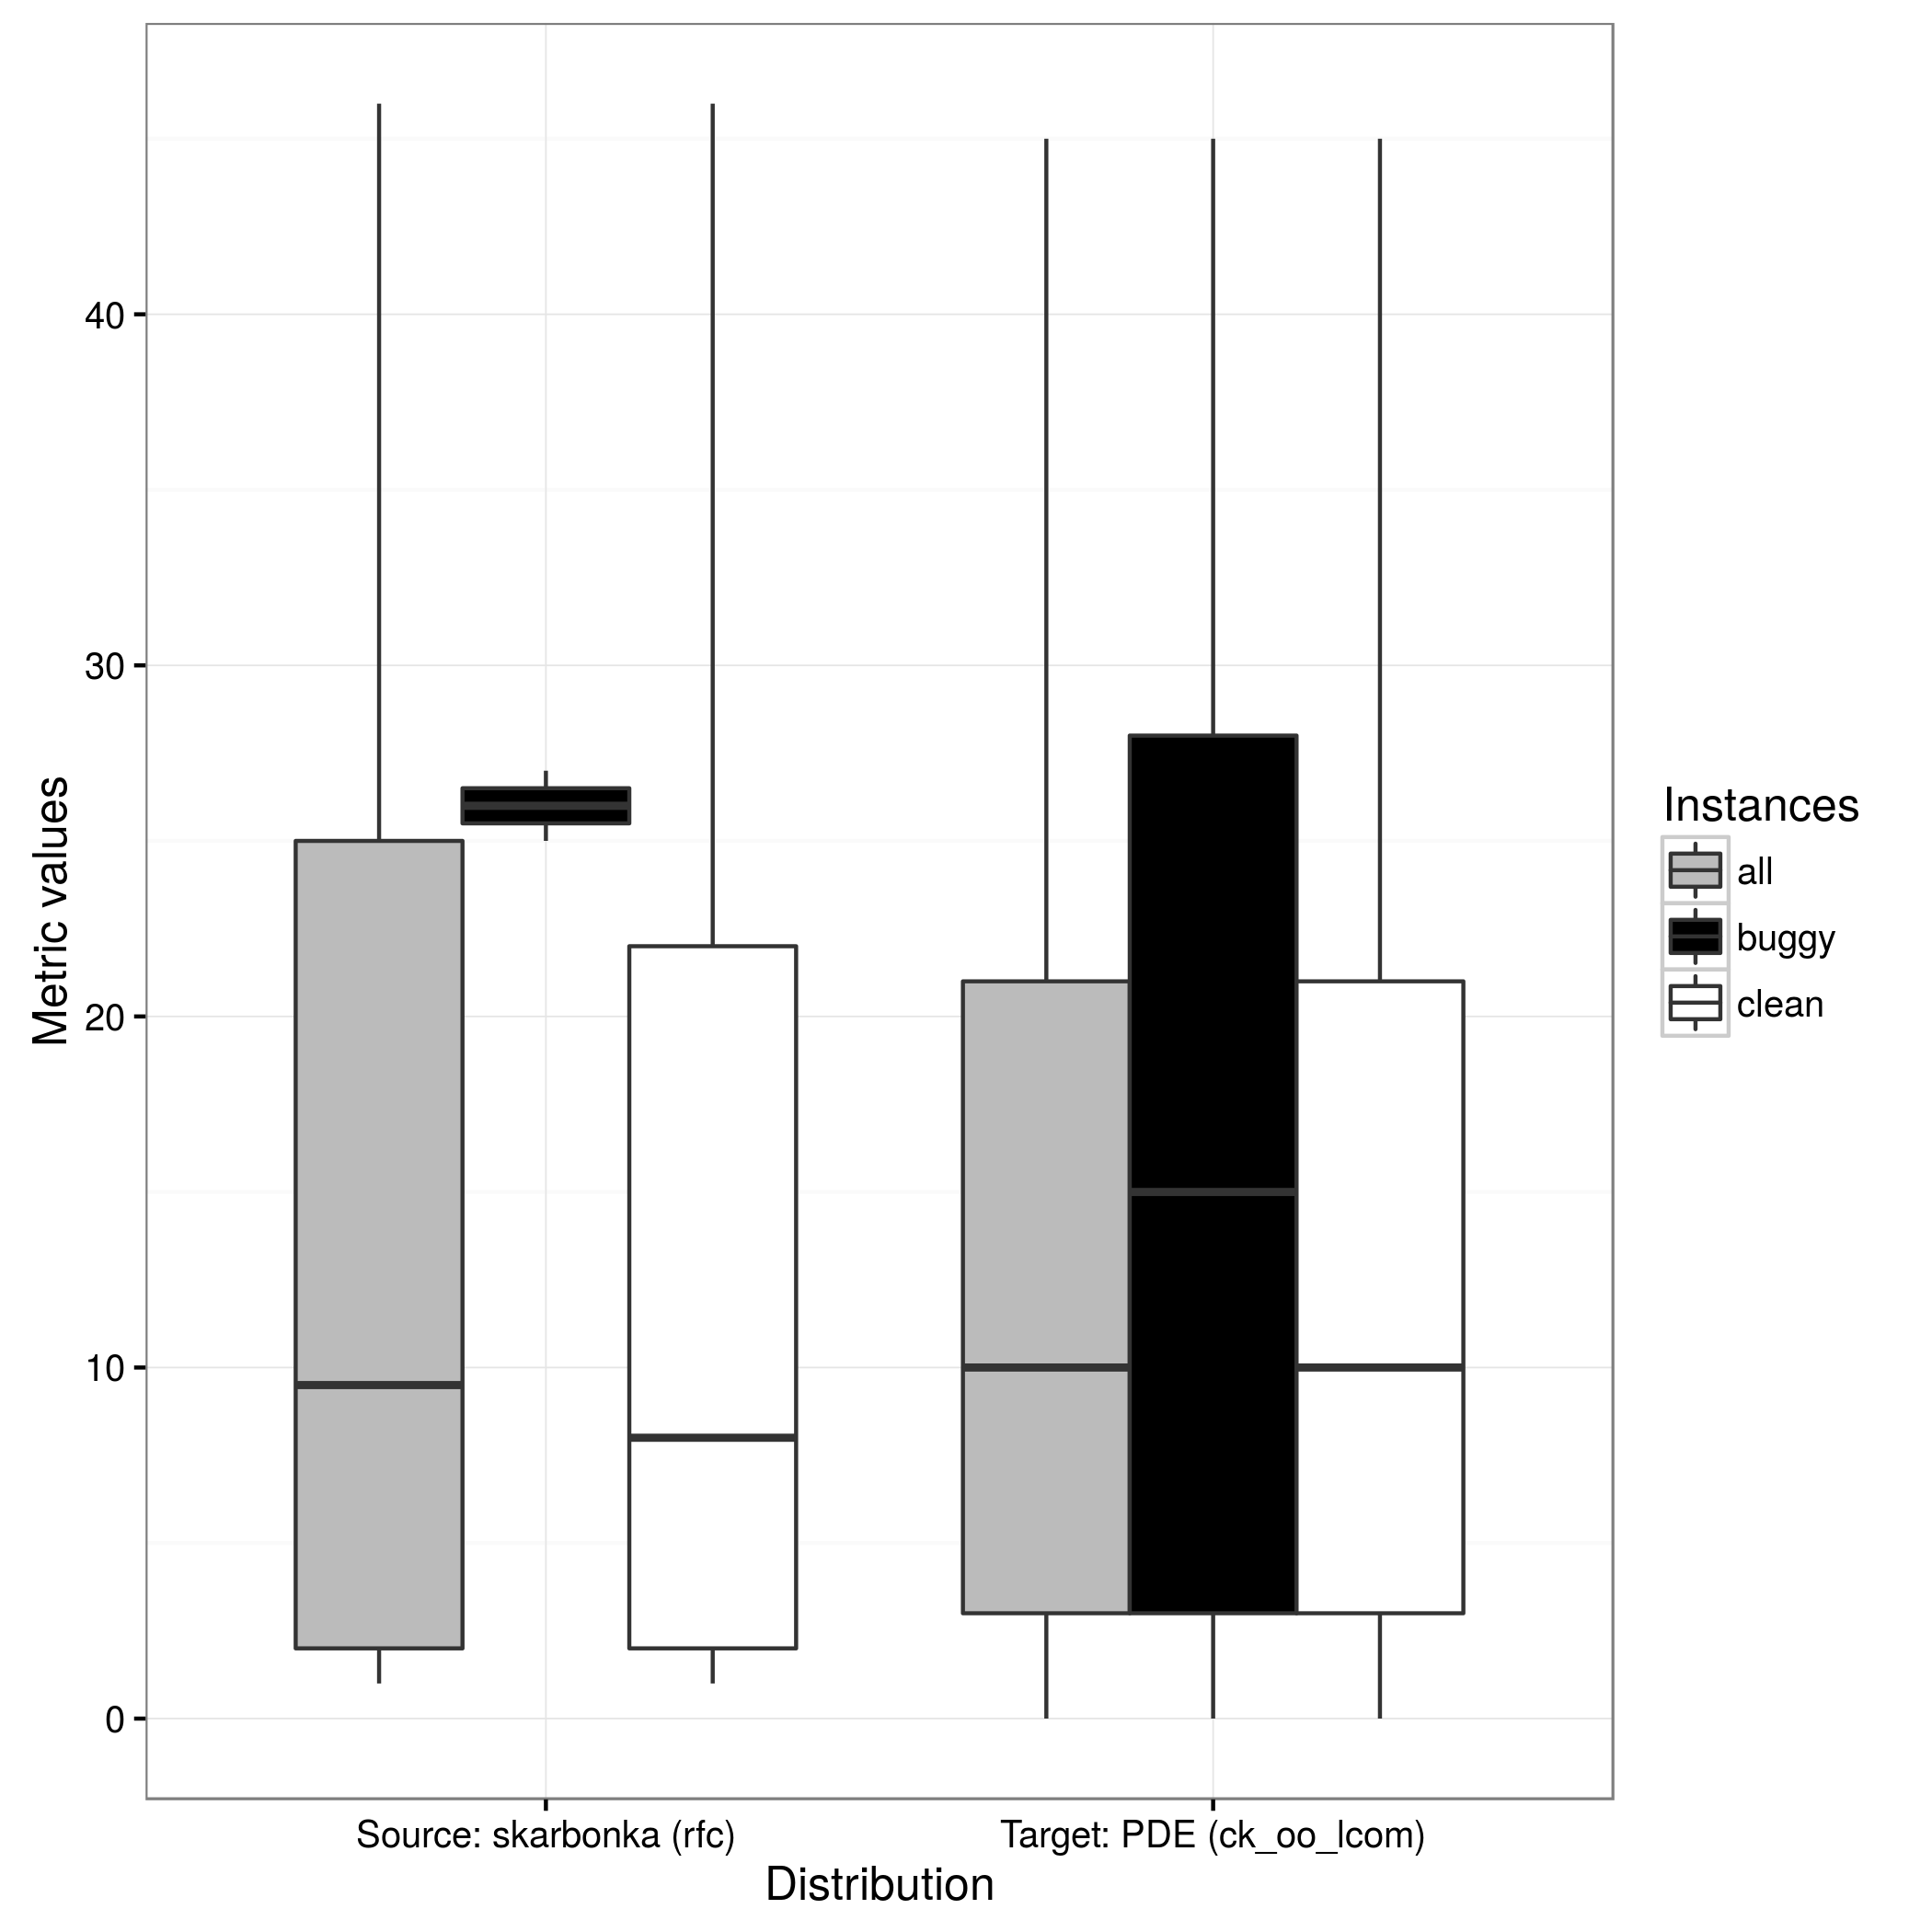 Metric values
40
30
20
10
0
Source: skarbonka (rfc)
Target: PDE (ck_oo_lcom)
Distribution
Instances
all
buggy
clean